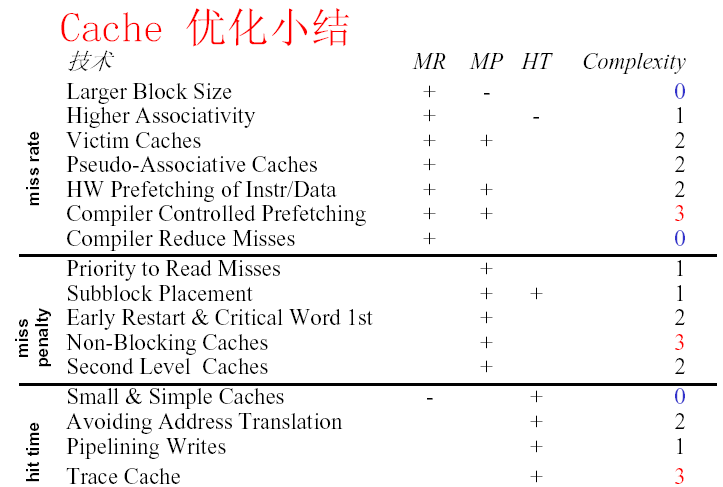 Cache 优化小结
技术 MR MP HT Complexity
miss rate
Larger Block Size + - 0
Higher Associativity + - 1
Victim Caches + + 2
Pseudo-Associative Caches + 2
HW Prefetching of Instr/Data + + 2
Compiler Controlled Prefetching + + 3
Compiler Reduce Misses + 0
miss
penalty
Priority to Read Misses + 1
Subblock Placement + + 1
Early Restart & Critical Word 1st + 2
Non-Blocking Caches + 3
Second Level Caches + 2
hit time
Small & Simple Caches - + 0
Avoiding Address Translation + 2
Pipelining Writes + 1
Trace Cache + 3